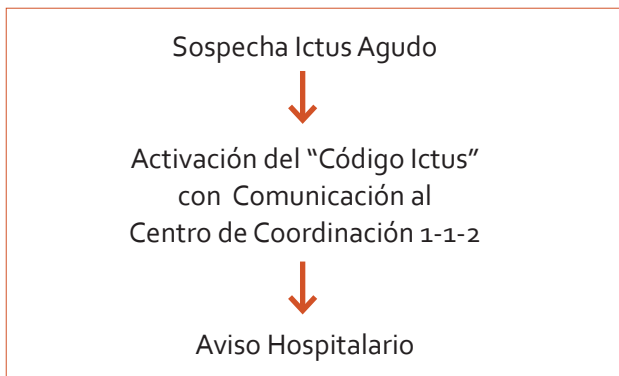 Sospecha Ictus Agudo
Activación del “Código Ictus”
con Comunicación al
Centro de Coordinación 1-1-2
Aviso Hospitalario